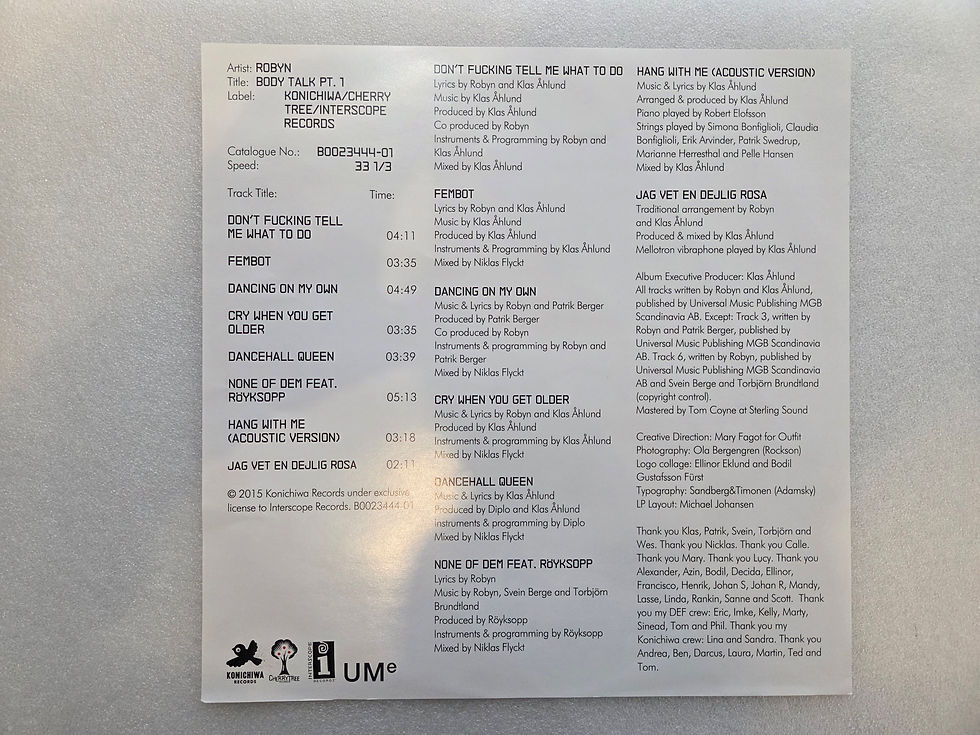 Artist: ROBYN
Title: BODY TALK PT. 1
Label: KONICHIWA/CHERRY
TREE/INTERSCOPE
RECORDS
Catalogue No.: B0023444-01
Speed: 33 1/3
Track Title: Time:
DON'T FUCKING TELL
ME WHAT TO DO 04:11
FEMBOT 03:35
DANCING ON MY OWN 04:49
CRY WHEN YOU GET
OLDER 03:35
DANCEHALL QUEEN 03:39
NONE OF DEM FEAT.
RÖYKSOPP 05:13
HANG WITH ME
(ACOUSTIC VERSION) 03:18
JAG VET EN DEJLIG ROSA 02:11
© 2015 Konichiwa Records under exclusive
license to Interscope Records. B0023444-01
KONICHIWA
RECORDS
CHERRYTREE
INTERSCOPE
RECORDS
UMe
DON'T FUCKING TELL ME WHAT TO DO
Lyrics by Robyn and Klas Åhlund
Music by Klas Åhlund
Produced by Klas Åhlund
Co produced by Robyn
Instruments & Programming by Robyn and
Klas Åhlund
Mixed by Klas Åhlund
FEMBOT
Lyrics by Robyn and Klas Åhlund
Music by Klas Åhlund
Produced by Klas Åhlund
Instruments & Programming by Klas Åhlund
Mixed by Niklas Flyckt
DANCING ON MY OWN
Music & Lyrics by Robyn and Patrik Berger
Produced by Patrik Berger
Co produced by Robyn
Instruments & programming by Robyn and
Patrik Berger
Mixed by Niklas Flyckt
CRY WHEN YOU GET OLDER
Music & Lyrics by Robyn and Klas Åhlund
Produced by Klas Åhlund
Instruments & programming by Klas Åhlund
Mixed by Niklas Flyckt
DANCEHALL QUEEN
Music & Lyrics by Klas Åhlund
Produced by Diplo and Klas Åhlund
Instruments & programming by Diplo
Mixed by Niklas Flyckt
NONE OF DEM FEAT. RÖYKSOPP
Lyrics by Robyn
Music by Robyn, Svein Berge and Torbjörn
Brundtland
Produced by Röyksopp
Instruments & programming by Röyksopp
Mixed by Niklas Flyckt
HANG WITH ME (ACOUSTIC VERSION)
Music & Lyrics by Klas Åhlund
Arranged & produced by Klas Åhlund
Piano played by Robert Elofsson
Strings played by Simona Bonfiglioli, Claudia
Bonfiglioli, Erik Arvinder, Patrik Swedrup,
Marianne Herresthal and Pelle Hansen
Mixed by Klas Åhlund
JAG VET EN DEJLIG ROSA
Traditional arrangement by Robyn
and Klas Åhlund
Produced & mixed by Klas Åhlund
Mellotron vibraphone played by Klas Åhlund
Album Executive Producer: Klas Åhlund
All tracks written by Robyn and Klas Åhlund,
published by Universal Music Publishing MGB
Scandinavia AB. Except: Track 3, written by
Robyn and Patrik Berger, published by
Universal Music Publishing MGB Scandinavia
AB. Track 6, written by Robyn, published by
Universal Music Publishing MGB Scandinavia
AB and Svein Berge and Torbjörn Brundtland
(copyright control).
Mastered by Tom Coyne at Sterling Sound
Creative Direction: Mary Fagot for Outfit
Photography: Ola Bergengren (Rockson)
Logo collage: Ellinor Eklund and Bodil
Gustafsson Fürst
Typography: Sandberg&Timonen (Adamsky)
LP Layout: Michael Johansen
Thank you Klas, Patrik, Svein, Torbjörn and
Wes. Thank you Nicklas. Thank you Calle.
Thank you Mary. Thank you Lucy. Thank you
Alexander, Azin, Bodil, Decida, Ellinor,
Francisco, Henrik, Johan S, Johan R, Mandy,
Lasse, Linda, Rankin, Sanne and Scott. Thank
you my DEF crew: Eric, Imke, Kelly, Marty,
Sinead, Tom and Phil. Thank you my
Konichiwa crew: Lina and Sandra. Thank you
Andrea, Ben, Darcus, Laura, Martin, Ted and
Tom.